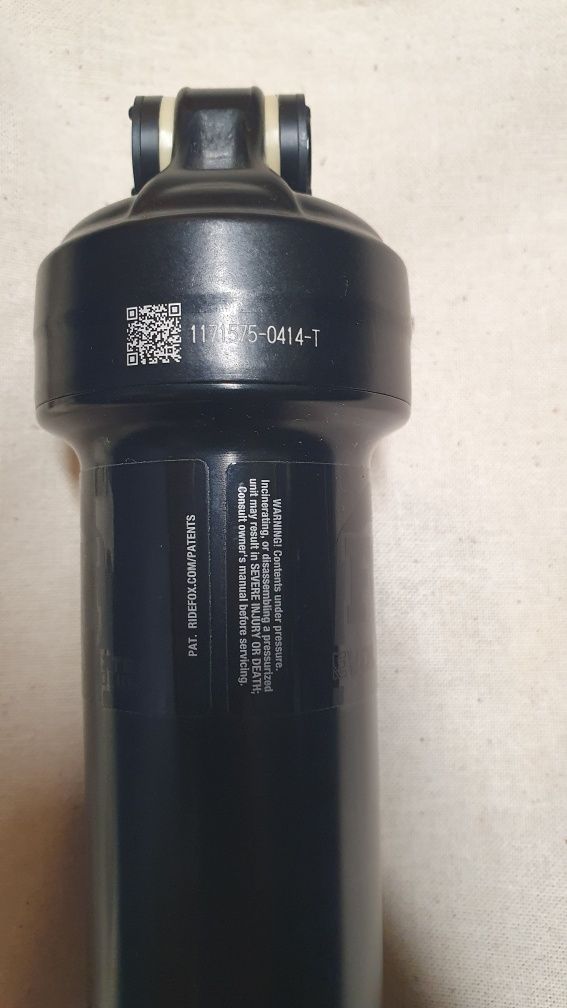 1171575-0414-T
PAT. RIDEFOX.COM/PATENTS
WARNING! Contents under pressure.
Incinerating, or disassembling a pressurized
unit may result in SEVERE INJURY OR DEATH;
Consult owner's manual before servicing.